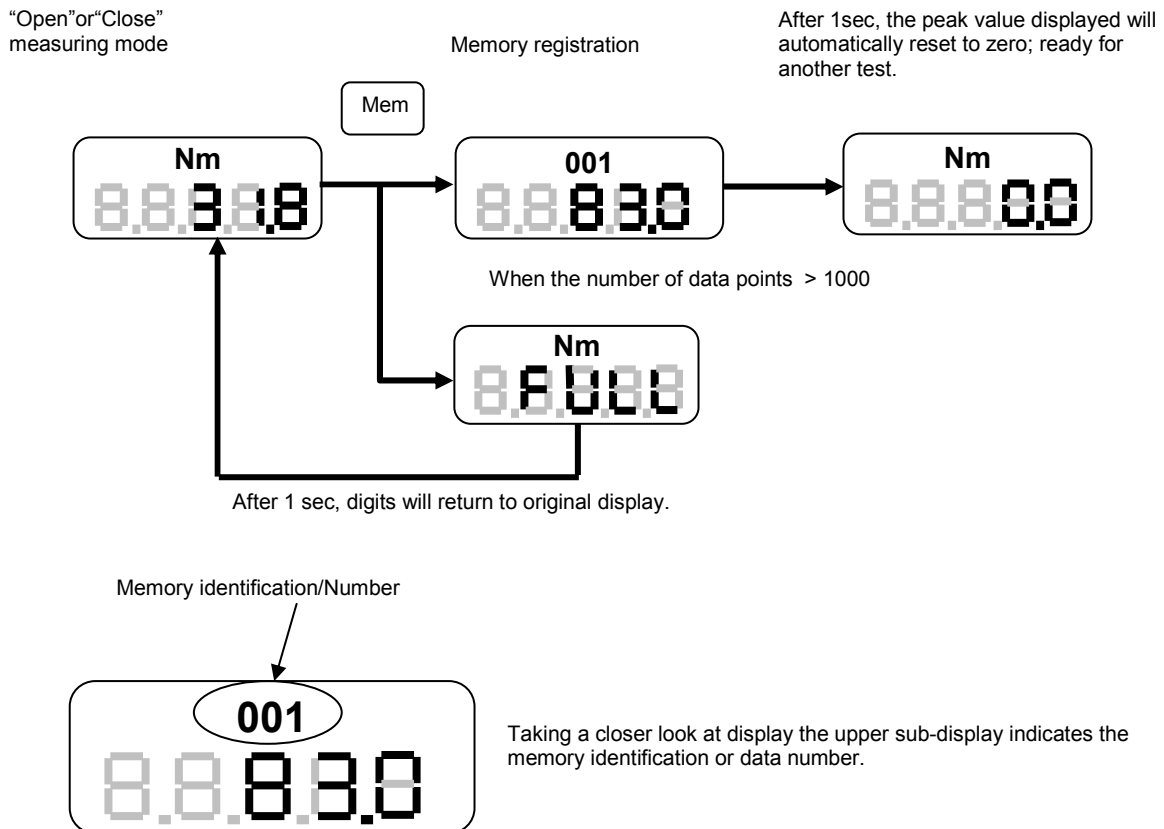 “Open”or“Close”
measuring mode
Memory registration
After 1sec, the peak value displayed will
automatically reset to zero; ready for
another test.
Mem
Nm
31.8
001
83.0
Nm
0.0
When the number of data points > 1000
Nm
FULL
After 1 sec, digits will return to original display.
Memory identification/Number
001
83.0
Taking a closer look at display the upper sub-display indicates the
memory identification or data number.